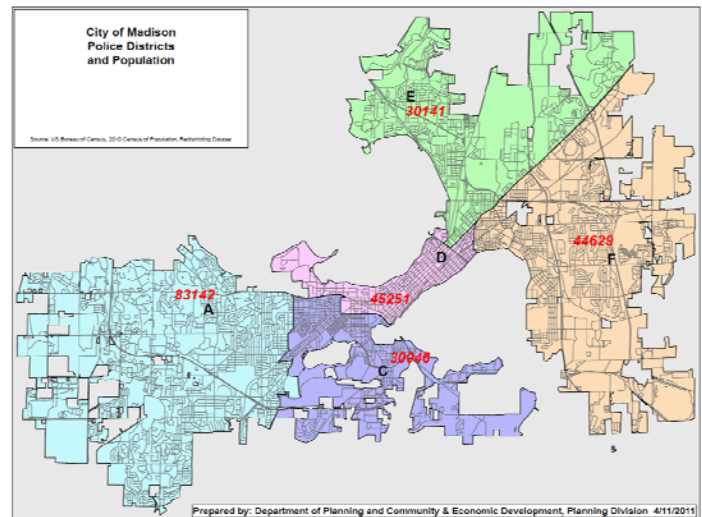 City of Madison
Police Districts
and Population
Source: US Bureau of Census, 2010 Census of Population, Redistricting Dataset
E
30141
44629
F
D
83142
A
45251
30046
C
Prepared by: Department of Planning and Community & Economic Development, Planning Division 4/11/2011